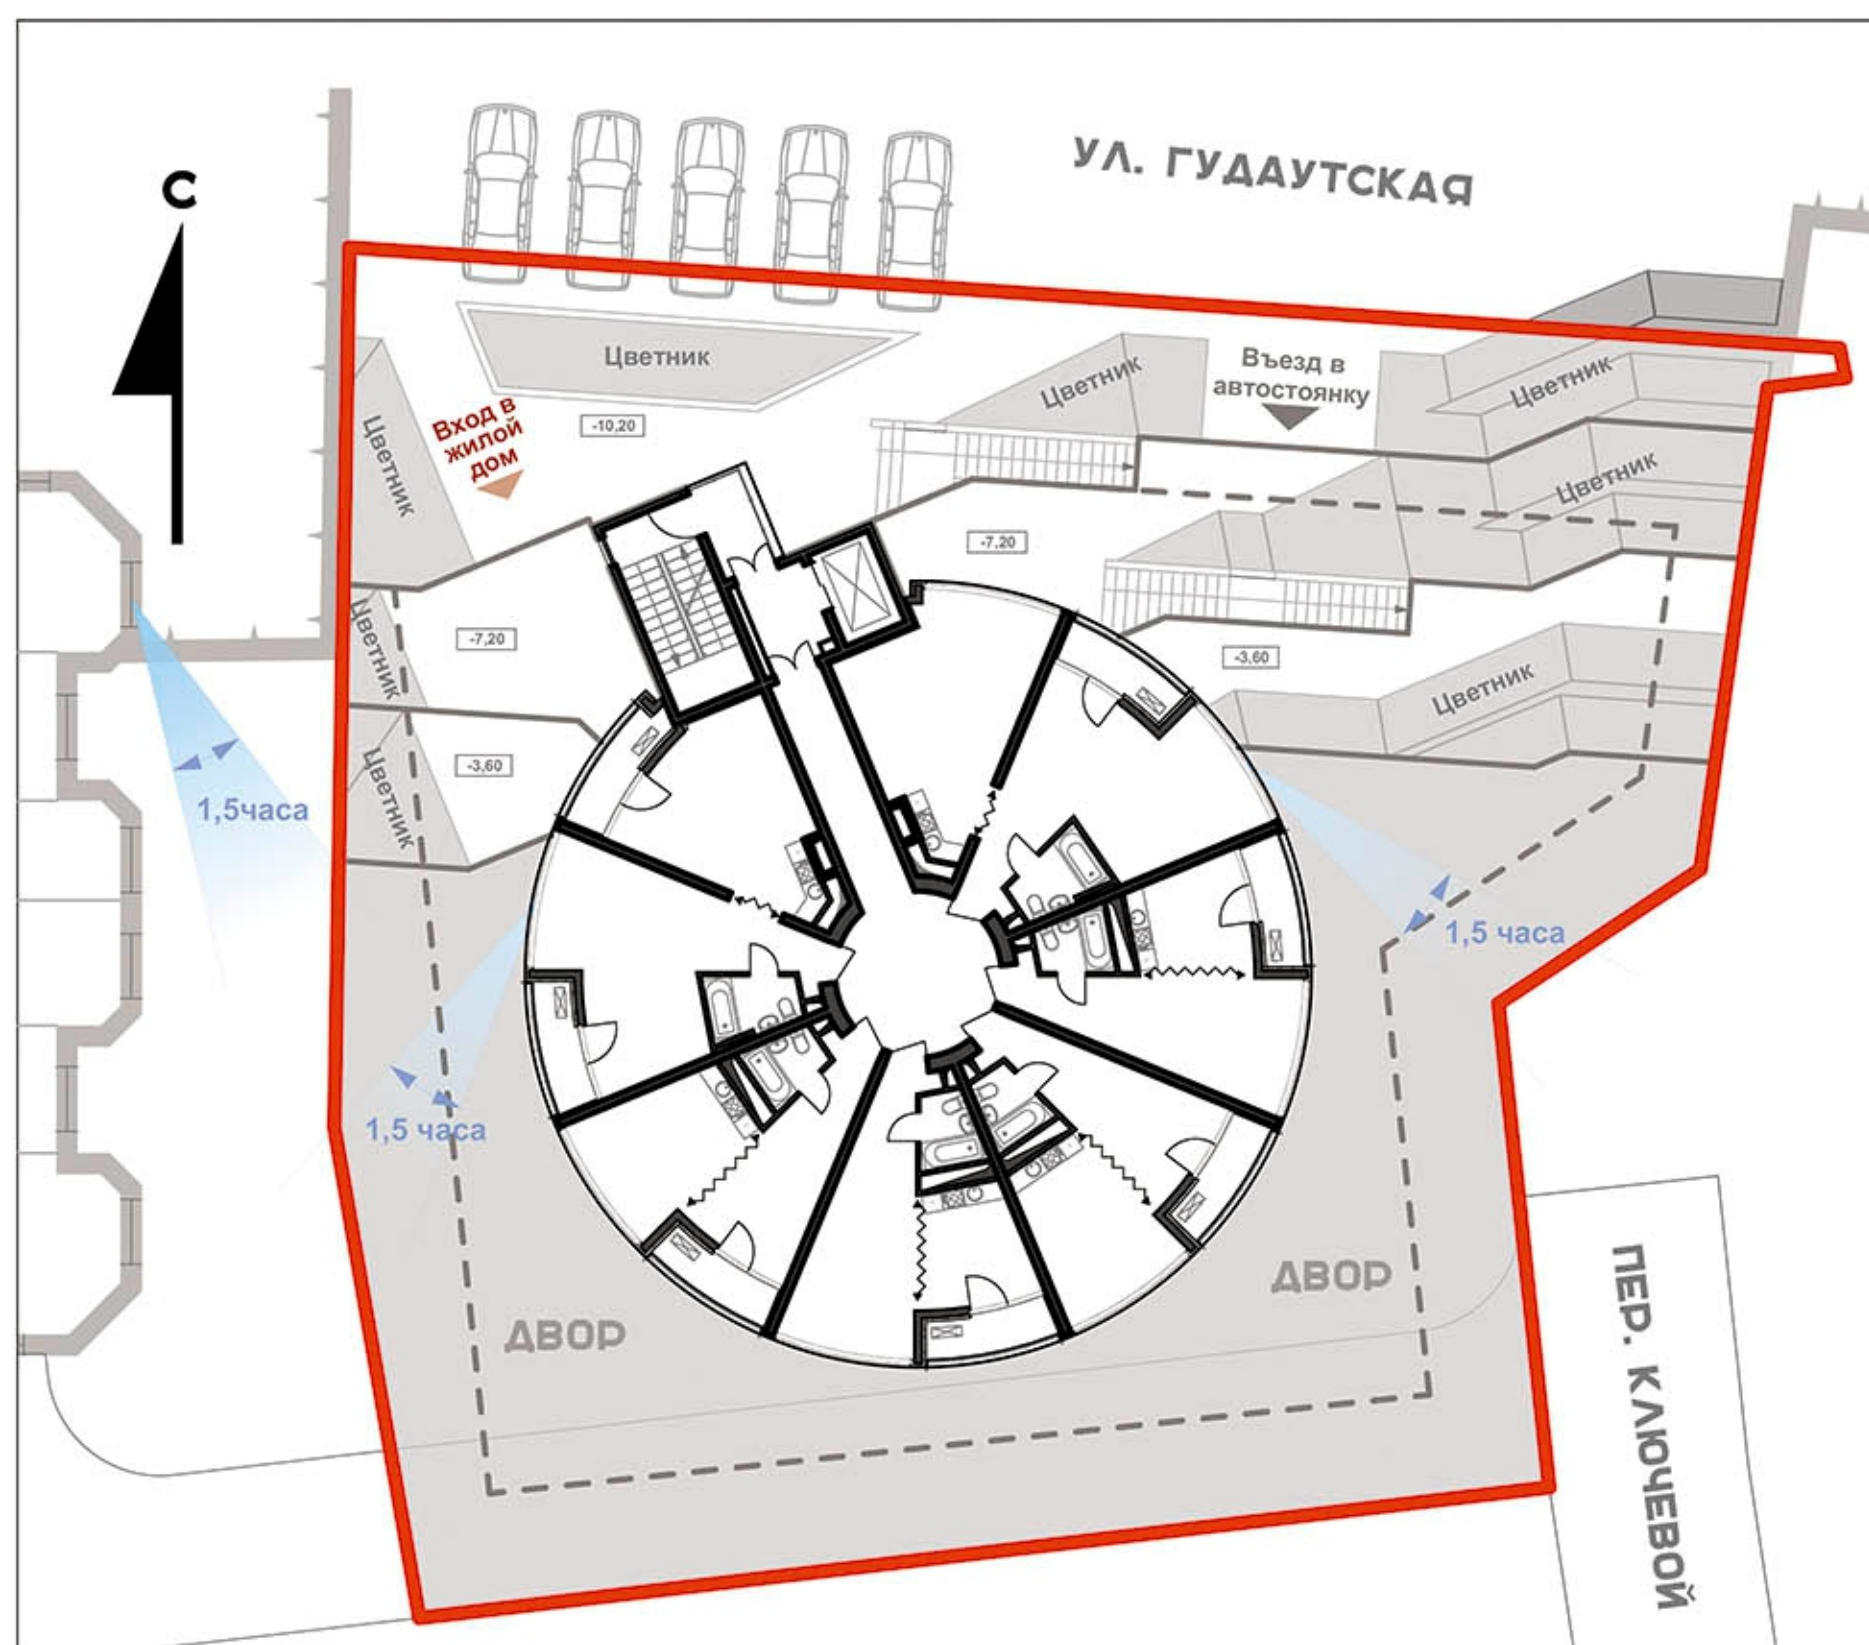 С
УЛ. ГУДАУТСКАЯ
Цветник
Цветник
Въезд в
автостоянку
Цветник
Вход в
жилой
дом
-10,20
Цветник
Цветник
-7,20
-7,20
Цветник
-3,60
Цветник
-3,60
Цветник
1,5часа
1,5 часа
1,5 часа
ДВОР
ДВОР
ПЕР. КЛЮЧЕВОЙ